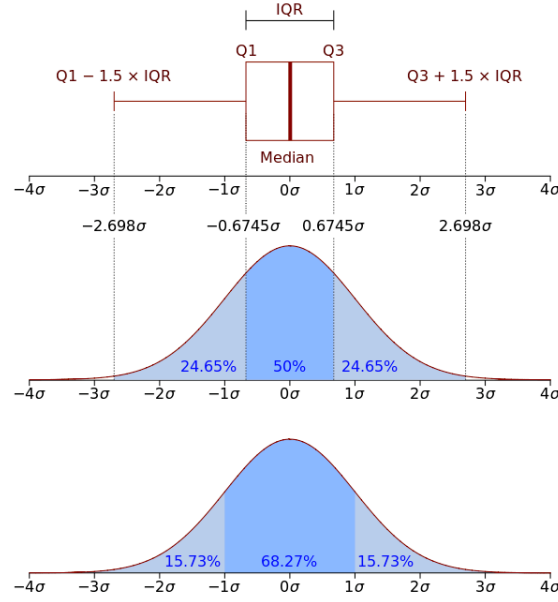 IQR
Q1 Q3
Q1 − 1.5 × IQR Q3 + 1.5 × IQR
Median
−4σ −3σ −2σ −1σ 0σ 1σ 2σ 3σ 4σ
−2.698σ −0.6745σ 0.6745σ 2.698σ
24.65% 50% 24.65%
−4σ −3σ −2σ −1σ 0σ 1σ 2σ 3σ 4σ
15.73% 68.27% 15.73%
−4σ −3σ −2σ −1σ 0σ 1σ 2σ 3σ 4σ